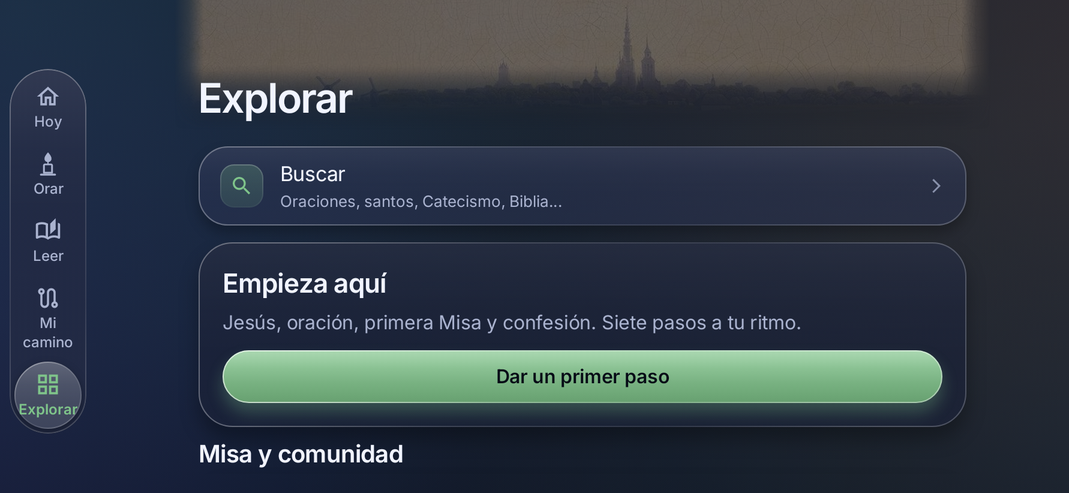 Explorar
Buscar
Oraciones, santos, Catecismo, Biblia...
Empieza aquí
Jesús, oración, primera Misa y confesión. Siete pasos a tu ritmo.
Dar un primer paso
Misa y comunidad
Hoy
Orar
Leer
Mi
camino
Explorar